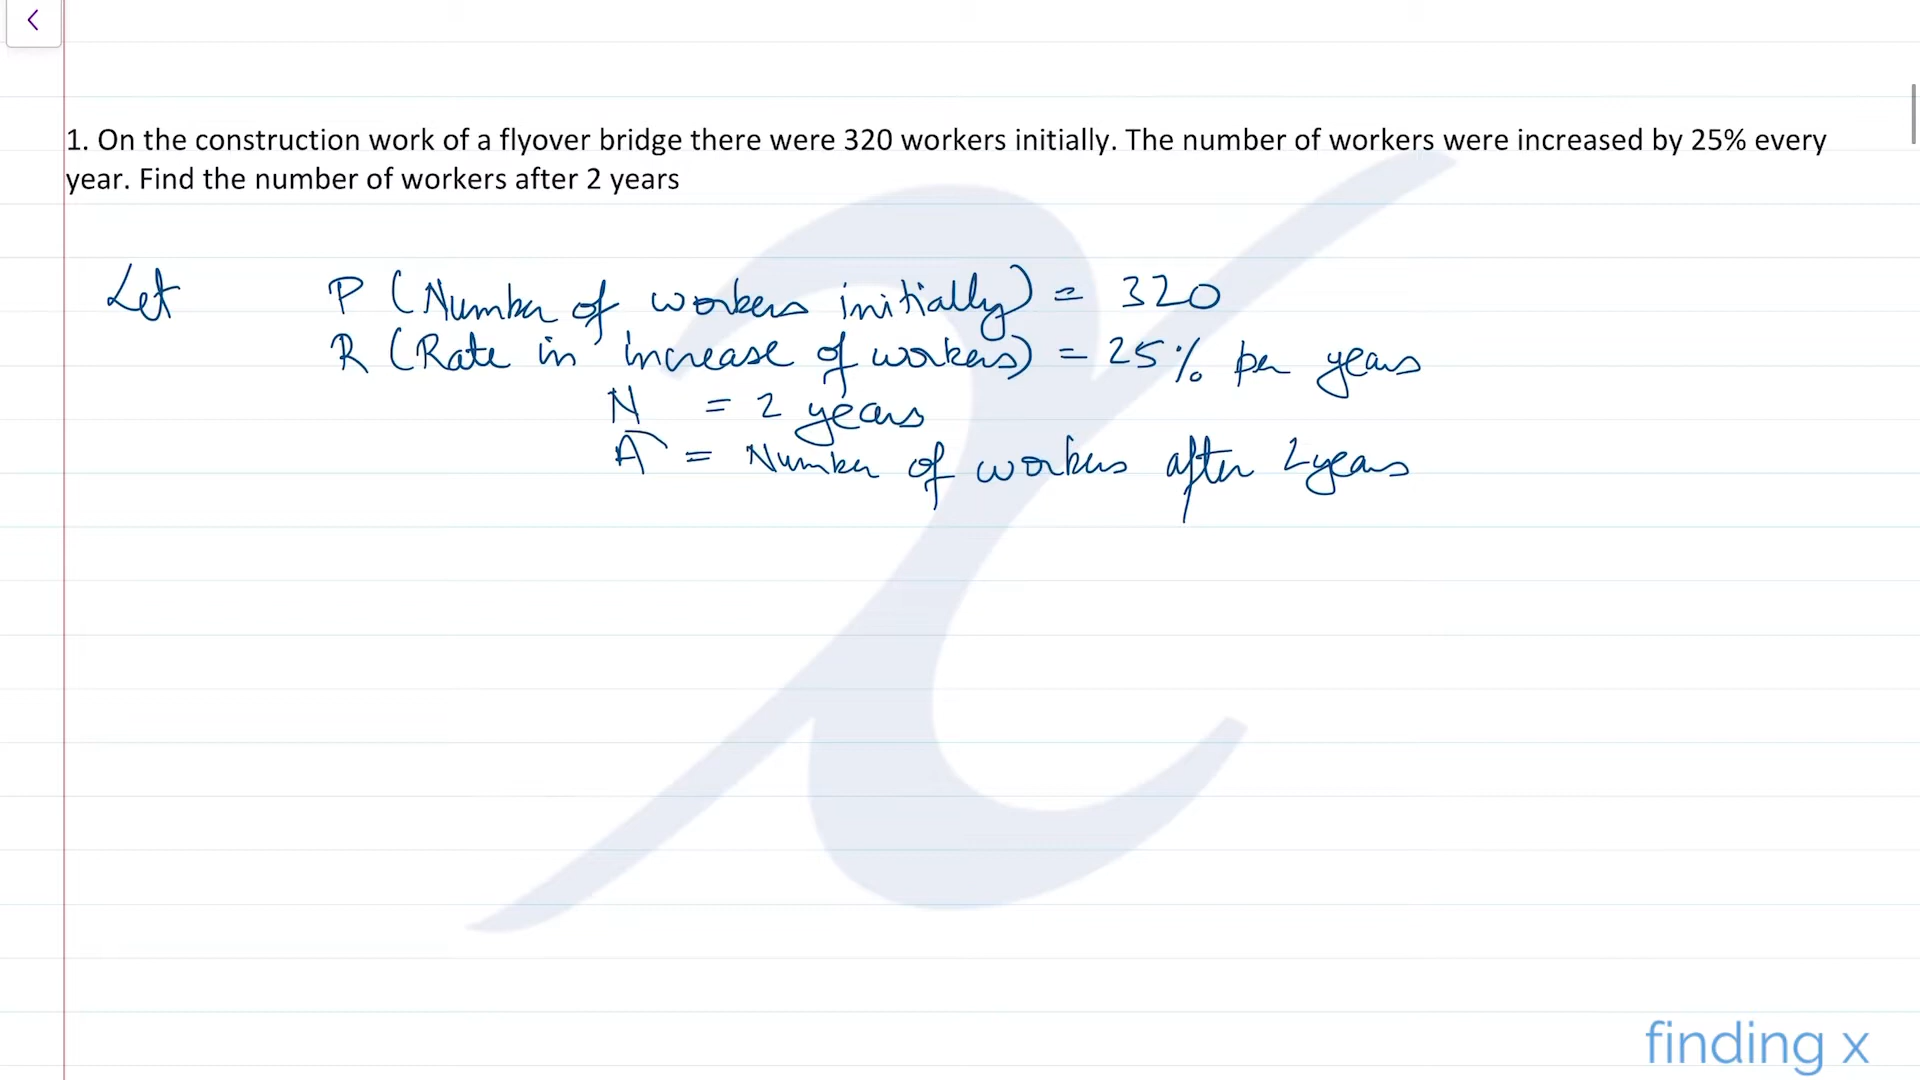 1. On the construction work of a flyover bridge there were 320 workers initially. The number of workers were increased by 25% every
year. Find the number of workers after 2 years
Let P (Number of workers initially) = 320
R (Rate in increase of workers) = 25% per years
N = 2 years
A = Number of workers after 2 years
finding x